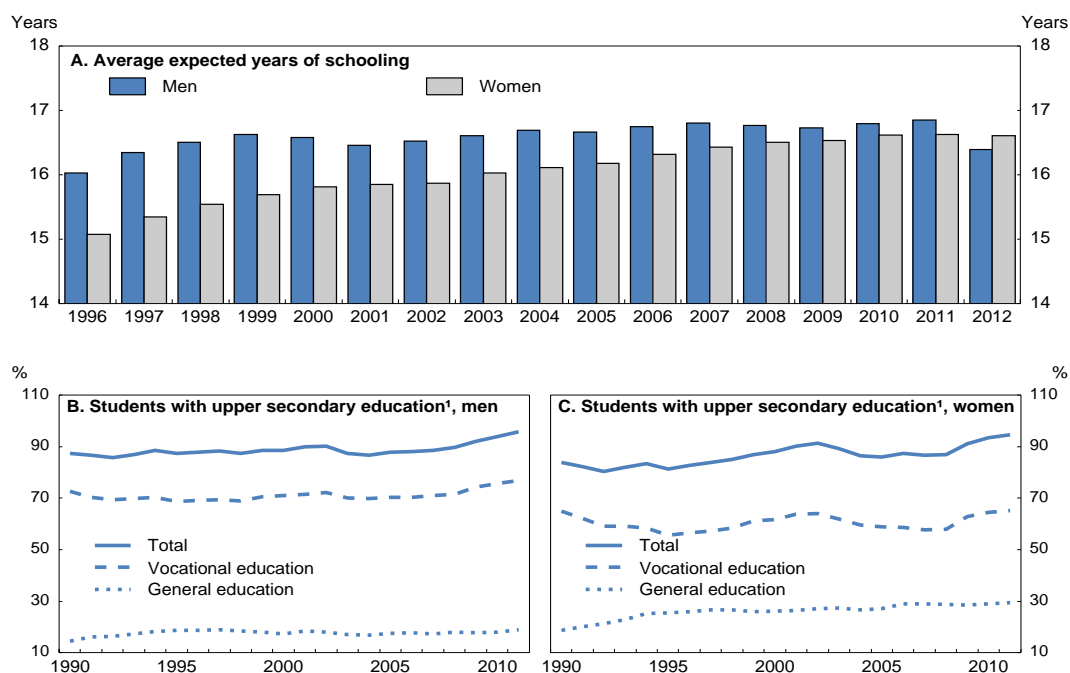 Years Years
18 18
A. Average expected years of schooling
Men Women
17 17
16 16
15 15
14 14
1996 1997 1998 1999 2000 2001 2002 2003 2004 2005 2006 2007 2008 2009 2010 2011 2012
% %
110 110
B. Students with upper secondary education¹, men C. Students with upper secondary education¹, women
90 90
70 70
50 50
Total Total
Vocational education Vocational education
General education General education
30 30
10 10
1990 1995 2000 2005 2010 1990 1995 2000 2005 2010